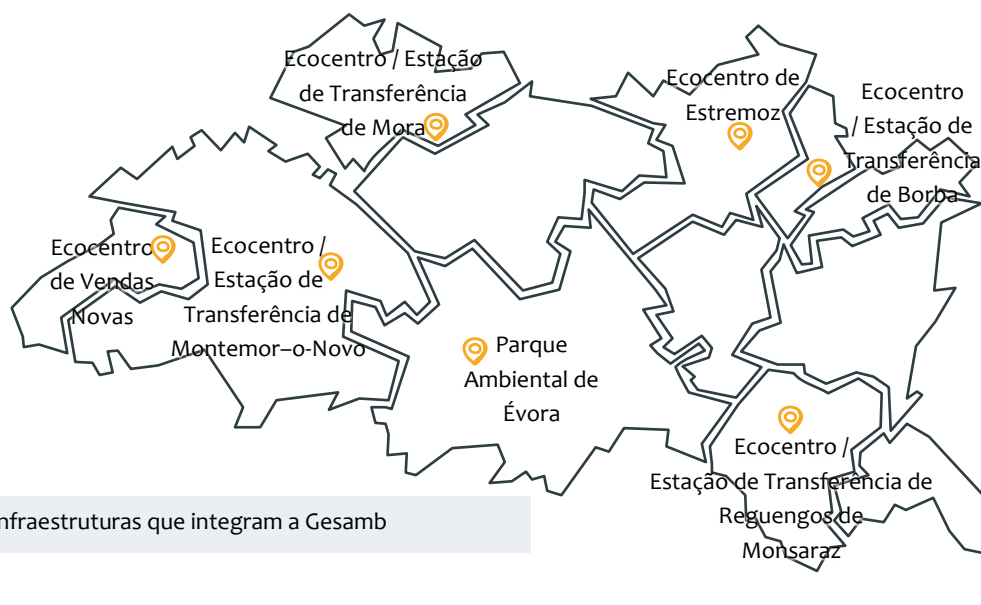 Ecocentro / Estação
de Transferência
de Mora
Ecocentro de
Estremoz
Ecocentro
/ Estação de
Transferência
de Borba
Ecocentro
de Vendas
Novas
Ecocentro /
Estação de
Transferência de
Montemor–o-Novo
Parque
Ambiental de
Évora
Ecocentro /
Estação de Transferência de
Reguengos de
Monsaraz
nfraestruturas que integram a Gesamb